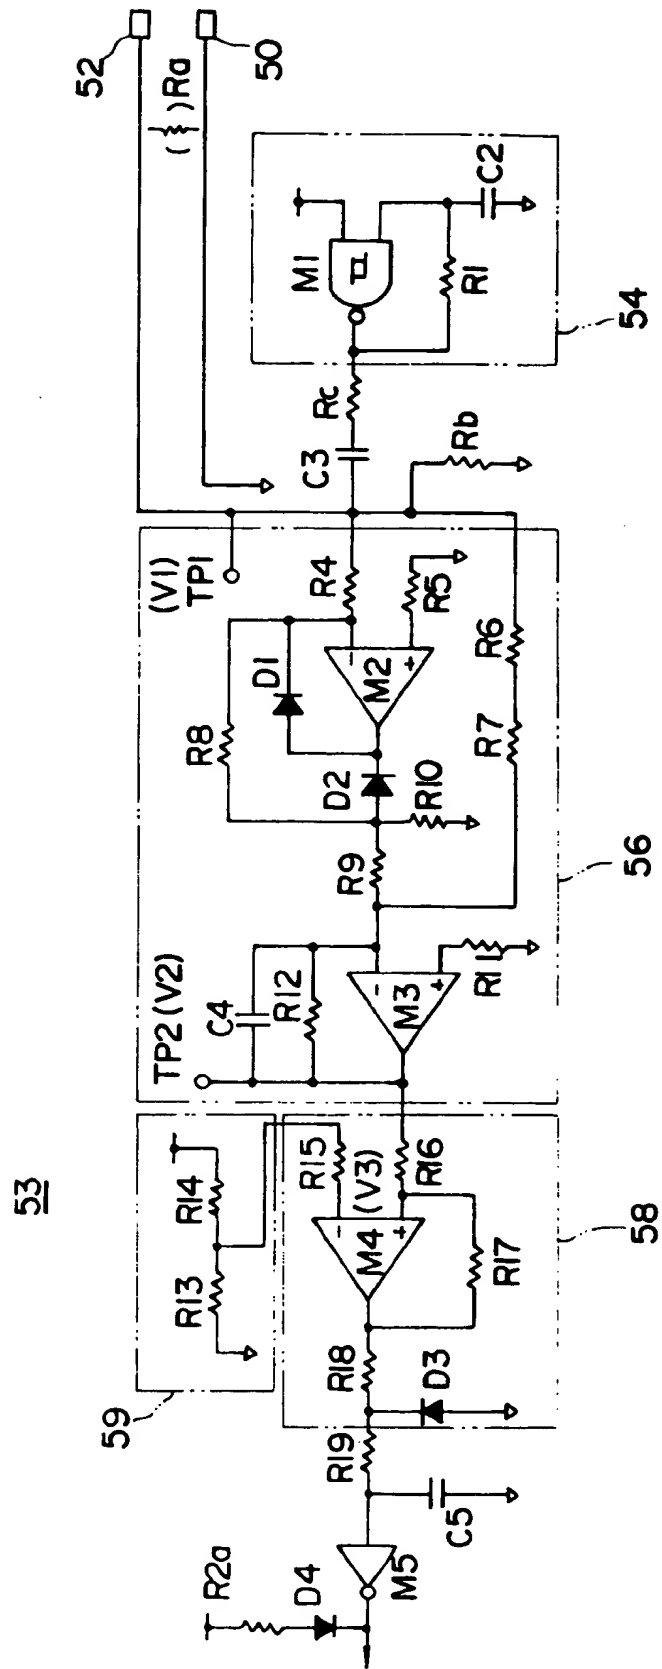 53
52
50
( )Ra
M1
R1
C2
54
Rc
C3
Rb
(V1)
TP1
R4
R5
R8
D1
M2
R6
R7
D2
R10
R9
56
TP2(V2)
C4
R12
M3
R11
R14
R13
59
R15
(V3)
R16
M4
R17
58
R18
D3
R19
C5
M5
R2a
D4
- + - + - +